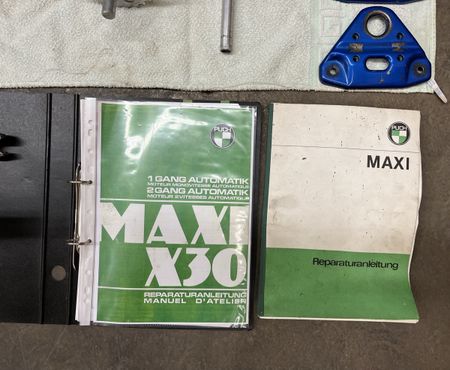 PUCH
1 GANG AUTOMATIK
MOTEUR MONOVITESSE AUTOMATIQUE
2 GANG AUTOMATIK
MOTEUR 2 VITESSES AUTOMATIQUE
MAXI
X30
REPARATURANLEITUNG
MANUEL D'ATELIER
PUCH
MAXI
Reparaturanleitung